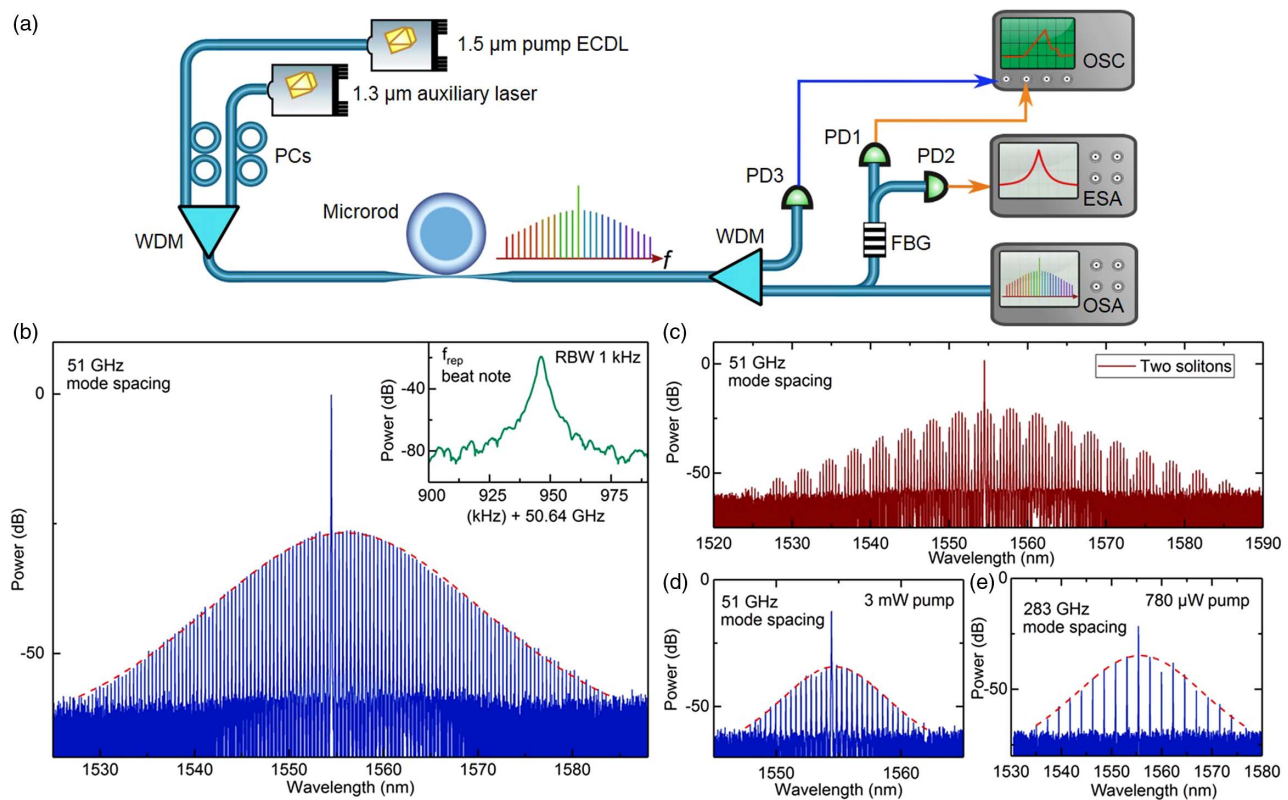 (a)
1.5 μm pump ECDL
1.3 μm auxiliary laser
PCs
WDM
Microrod
f
WDM
PD3
PD1
PD2
FBG
OSC
ESA
OSA
(b)
51 GHz
mode spacing
0
-50
Power (dB)
1530
1540
1550
1560
1570
1580
Wavelength (nm)
frep
beat note
RBW 1 kHz
-40
-80
Power (dB)
900
925
950
975
(kHz) + 50.64 GHz
(c)
51 GHz
mode spacing
Two solitons
0
-50
Power (dB)
1520
1530
1540
1550
1560
1570
1580
1590
Wavelength (nm)
(d)
51 GHz
mode spacing
3 mW pump
0
-50
Power (dB)
1550
1560
Wavelength (nm)
(e)
283 GHz
mode spacing
780 μW pump
0
-50
Power (dB)
1530
1540
1550
1560
1570
1580
Wavelength (nm)